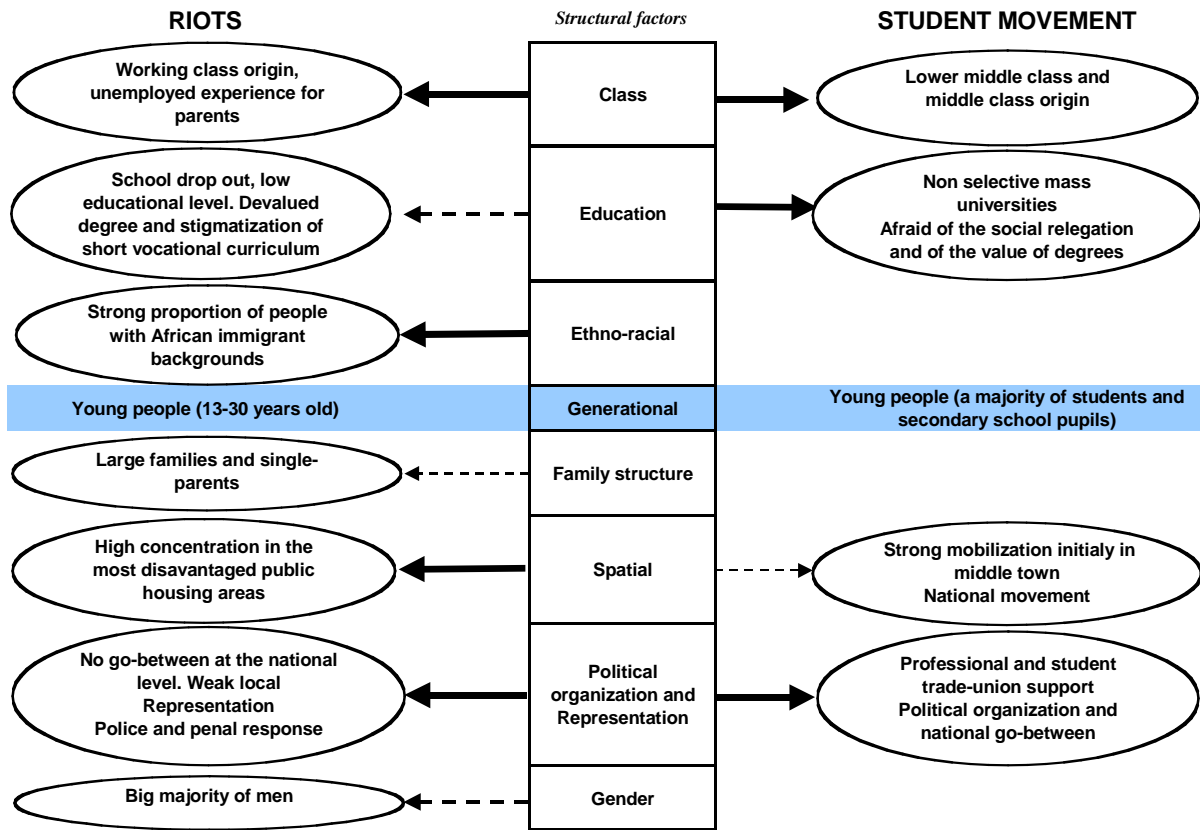 RIOTS
Structural factors
STUDENT MOVEMENT
Working class origin,
unemployed experience for
parents
Class
Lower middle class and
middle class origin
School drop out, low
educational level. Devalued
degree and stigmatization of
short vocational curriculum
Education
Non selective mass
universities
Afraid of the social relegation
and of the value of degrees
Strong proportion of people
with African immigrant
backgrounds
Ethno-racial
Young people (13-30 years old)
Generational
Young people (a majority of students and
secondary school pupils)
Large families and single-
parents
Family structure
High concentration in the
most disavantaged public
housing areas
Spatial
Strong mobilization initialy in
middle town
National movement
No go-between at the national
level. Weak local
Representation
Police and penal response
Political
organization and
Representation
Professional and student
trade-union support
Political organization and
national go-between
Big majority of men
Gender